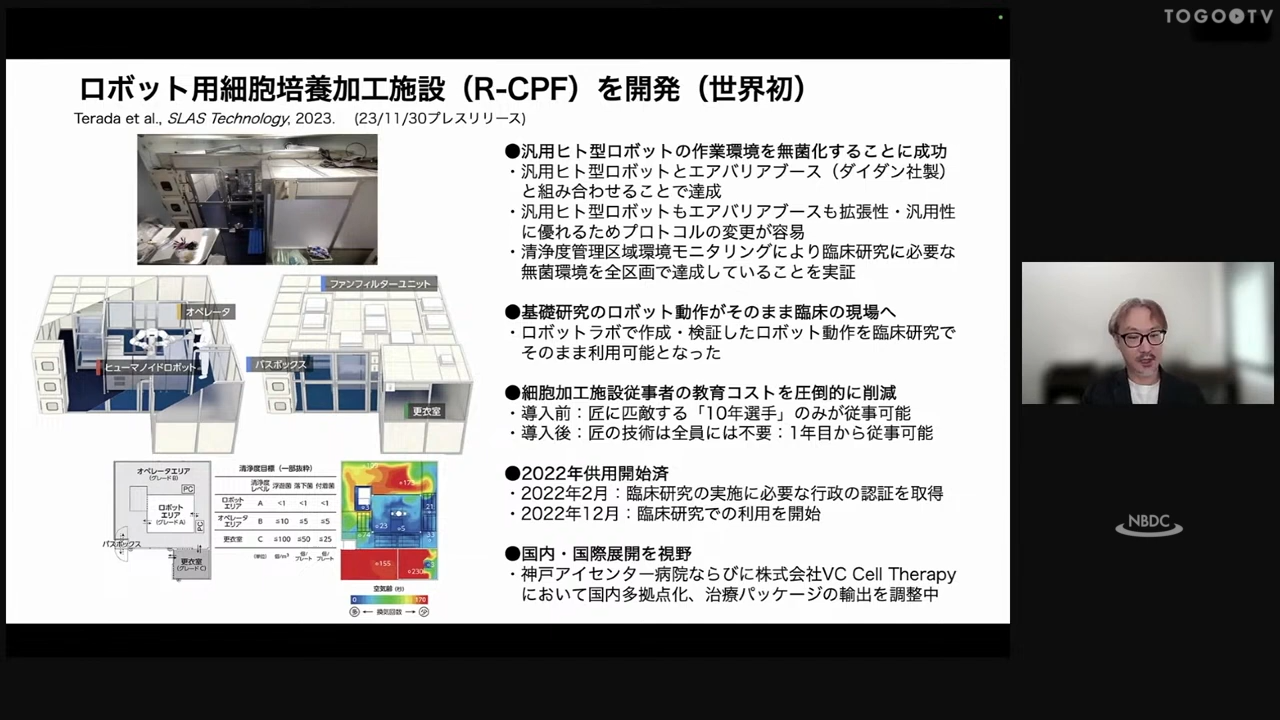 TOGO TV
ロボット用細胞培養加工施設（R-CPF）を開発（世界初）
Terada et al., SLAS Technology, 2023. (23/11/30プレスリリース)
●汎用ヒト型ロボットの作業環境を無菌化することに成功
・汎用ヒト型ロボットとエアバリアブース（ダイダン社製）
と組み合わせることで達成
・汎用ヒト型ロボットもエアバリアブースも拡張性・汎用性
に優れるためプロトコルの変更が容易
・清浄度管理区域環境モニタリングにより臨床研究に必要な
無菌環境を全区画で達成していることを実証
●基礎研究のロボット動作がそのまま臨床の現場へ
・ロボットラボで作成・検証したロボット動作を臨床研究で
そのまま利用可能となった
●細胞加工施設従事者の教育コストを圧倒的に削減
・導入前：匠に匹敵する「10年選手」のみが従事可能
・導入後：匠の技術は全員には不要：1年目から従事可能
●2022年供用開始済
・2022年2月：臨床研究の実施に必要な行政の認証を取得
・2022年12月：臨床研究での利用を開始
●国内・国際展開を視野
・神戸アイセンター病院ならびに株式会社VC Cell Therapy
において国内多拠点化、治療パッケージの輸出を調整中
オペレータ
ヒューマノイドロボット
ファンフィルターユニット
パスボックス
更衣室
オペレータエリア
(グレードB)
PC
ロボット
エリア
(グレードA)
PC
パスボックス
更衣室
(グレードC)
清浄度目標（一部抜粋）
清浄度レベル 浮遊菌 落下菌 付着菌
ロボットエリア A <1 <1 <1
オペレータエリア B ≦10 ≦5 ≦5
更衣室 C ≦100 ≦50 ≦25
(単位) 個/m³ 個/プレート 個/プレート
23
5
155
230
空気齢（秒）
0 170
多 ← 換気回数 → 少
NBDC